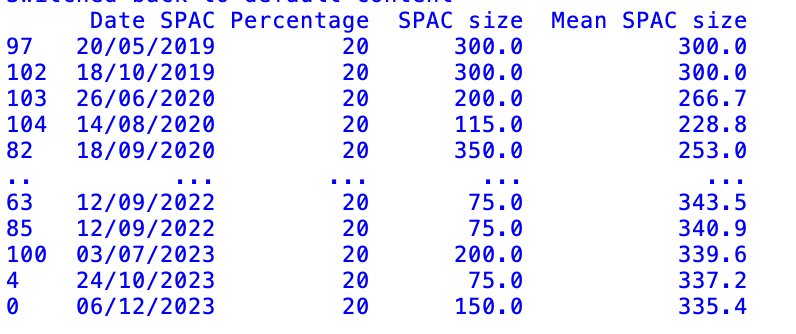 Switched back to default content
Date SPAC Percentage SPAC size Mean SPAC size
97 20/05/2019 20 300.0 300.0
102 18/10/2019 20 300.0 300.0
103 26/06/2020 20 200.0 266.7
104 14/08/2020 20 115.0 228.8
82 18/09/2020 20 350.0 253.0
.. ... ... ... ...
63 12/09/2022 20 75.0 343.5
85 12/09/2022 20 75.0 340.9
100 03/07/2023 20 200.0 339.6
4 24/10/2023 20 75.0 337.2
0 06/12/2023 20 150.0 335.4